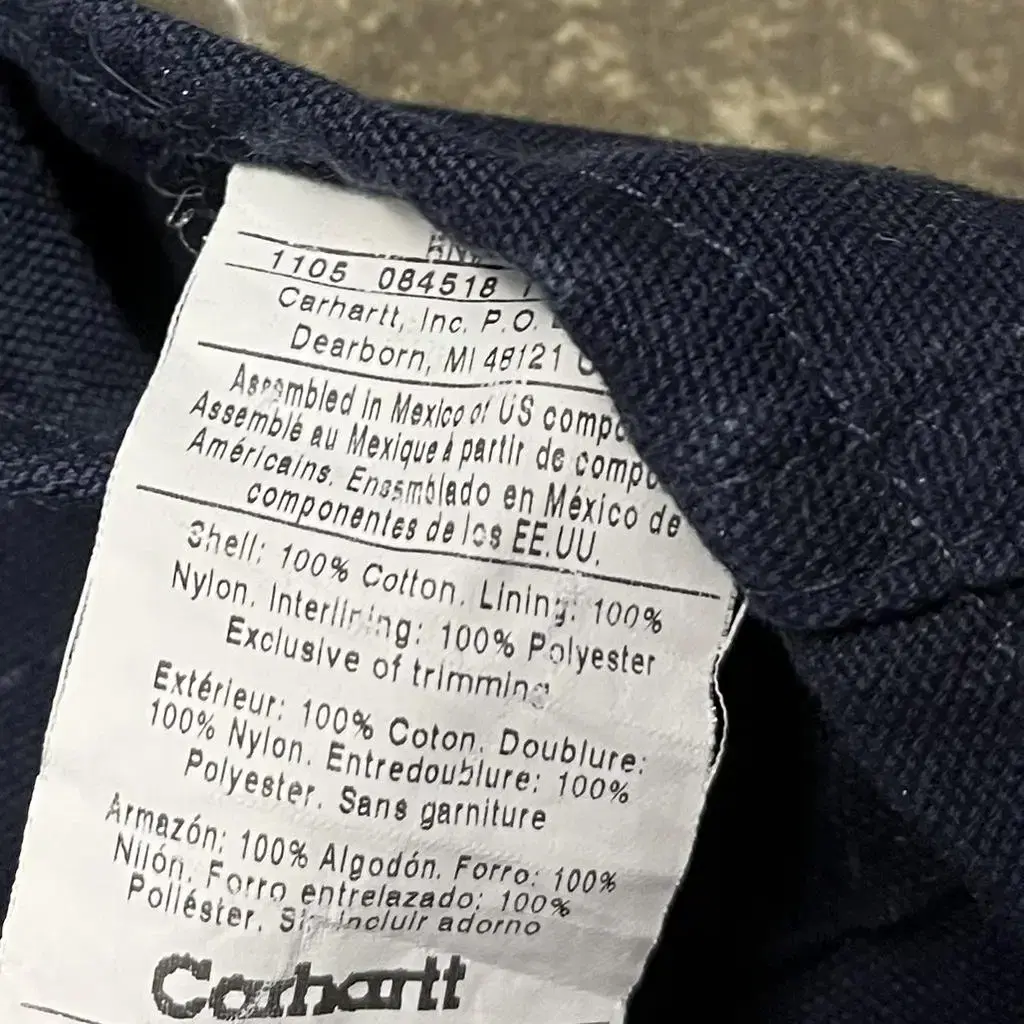 1105 084518
Carhartt, Inc. P.O.
Dearborn, MI 48121
Assembled in Mexico of US
Assemblé au Mexique à partir de
Américains. Ensamblado en México de
componentes de los EE.UU.
Shell: 100% Cotton. Lining: 100%
Nylon. Interlining: 100% Polyester
Exclusive of trimming
Extérieur: 100% Coton. Doublure:
100% Nylon. Entredoublure: 100%
Polyester. Sans garniture
Armazón: 100% Algodón. Forro: 100%
Nilón. Forro entrelazado: 100%
Poliéster. Sin incluir adorno
Carhartt